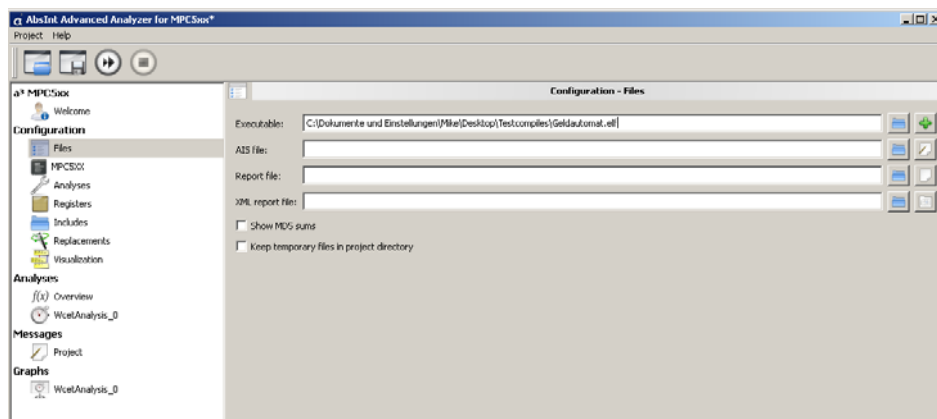 AbsInt Advanced Analyzer for MPC5xx*
Project Help
a³ MPC5xx
Welcome
Configuration
Files
MPC5XX
Analyses
Registers
Includes
Replacements
Visualization
Analyses
f(x) Overview
WcetAnalysis_0
Messages
Project
Graphs
WcetAnalysis_0
Configuration - Files
Executable: C:\Dokumente und Einstellungen\Mike\Desktop\Testcompiles\Geldautomat.elf
AIS file:
Report file:
XML report file:
Show MD5 sums
Keep temporary files in project directory